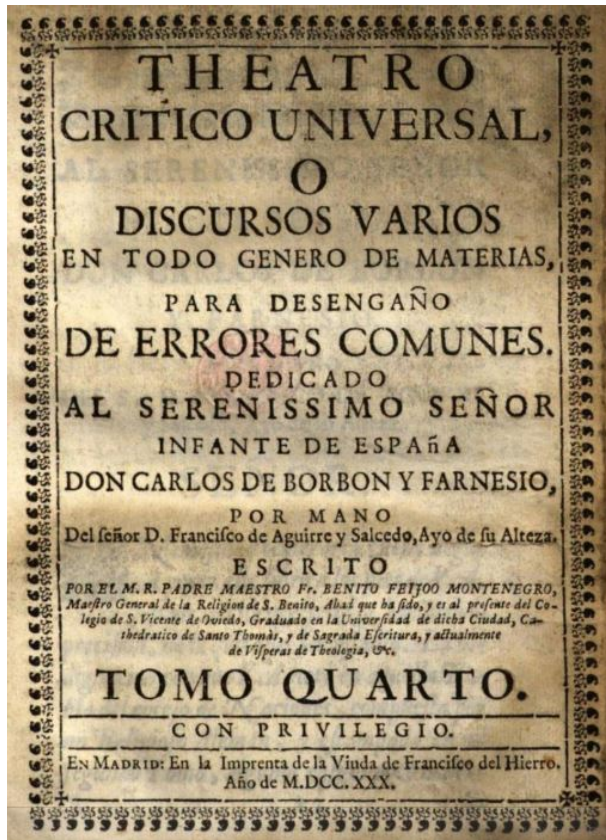 THEATRO
CRITICO UNIVERSAL,
O
DISCURSOS VARIOS
EN TODO GENERO DE MATERIAS,
PARA DESENGAÑO
DE ERRORES COMUNES.
DEDICADO
AL SERENISSIMO SEÑOR
INFANTE DE ESPAñA
DON CARLOS DE BORBON Y FARNESIO,
POR MANO
Del ſeñor D. Franciſco de Aguirre y Salcedo, Ayo de ſu Alteza.
ESCRITO
POR EL M. R. PADRE MAESTRO Fr. BENITO FEIJOO MONTENEGRO,
Maeſtro General de la Religion de S. Benito, Abad que ha ſido, y es al preſente del Co-
legio de S. Vicente de Oviedo, Graduado en la Univerſidad de dicha Ciudad, Ca-
thedratico de Santo Thomàs, y de Sagrada Eſcritura, y actualmente
de Viſperas de Theologia, &c.
TOMO QUARTO.
CON PRIVILEGIO.
EN MADRID: En la Imprenta de la Viuda de Franciſco del Hierro.
Año de M.DCC.XXX.